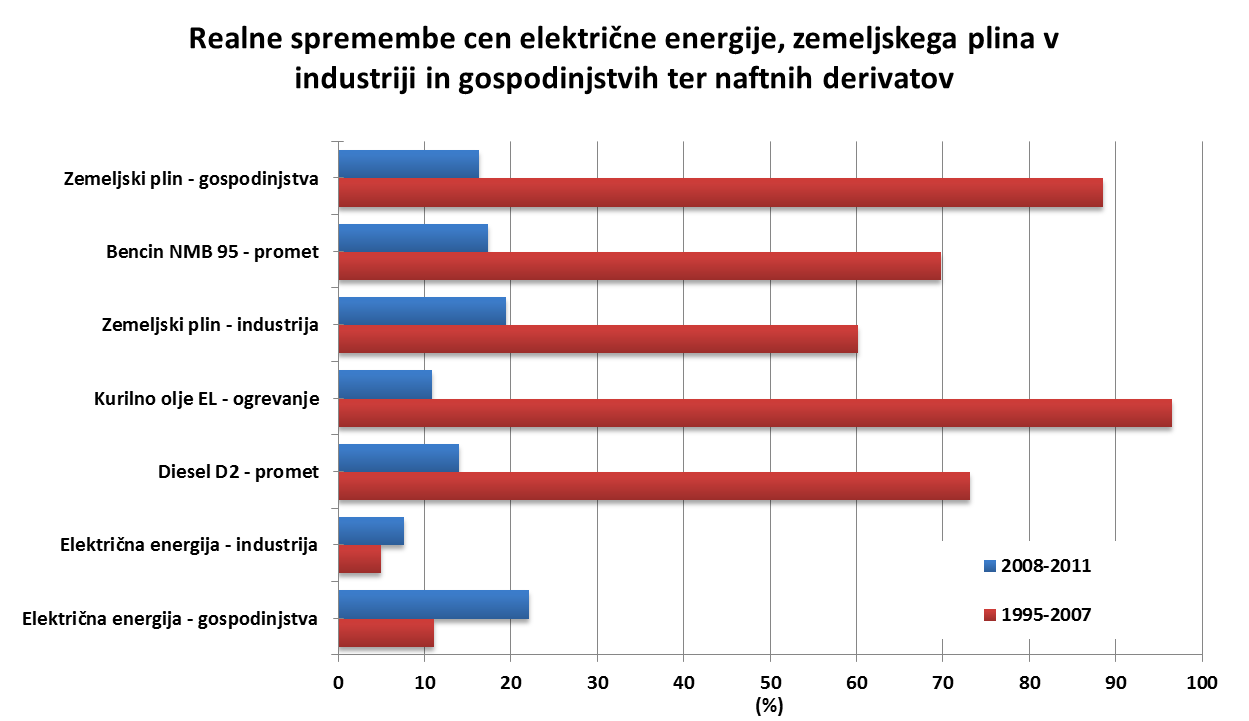 Realne spremembe cen električne energije, zemeljskega plina v
industriji in gospodinjstvih ter naftnih derivatov
Zemeljski plin - gospodinjstva
Bencin NMB 95 - promet
Zemeljski plin - industrija
Kurilno olje EL - ogrevanje
Diesel D2 - promet
Električna energija - industrija
Električna energija - gospodinjstva
2008-2011
1995-2007
0 10 20 30 40 50 60 70 80 90 100
(%)